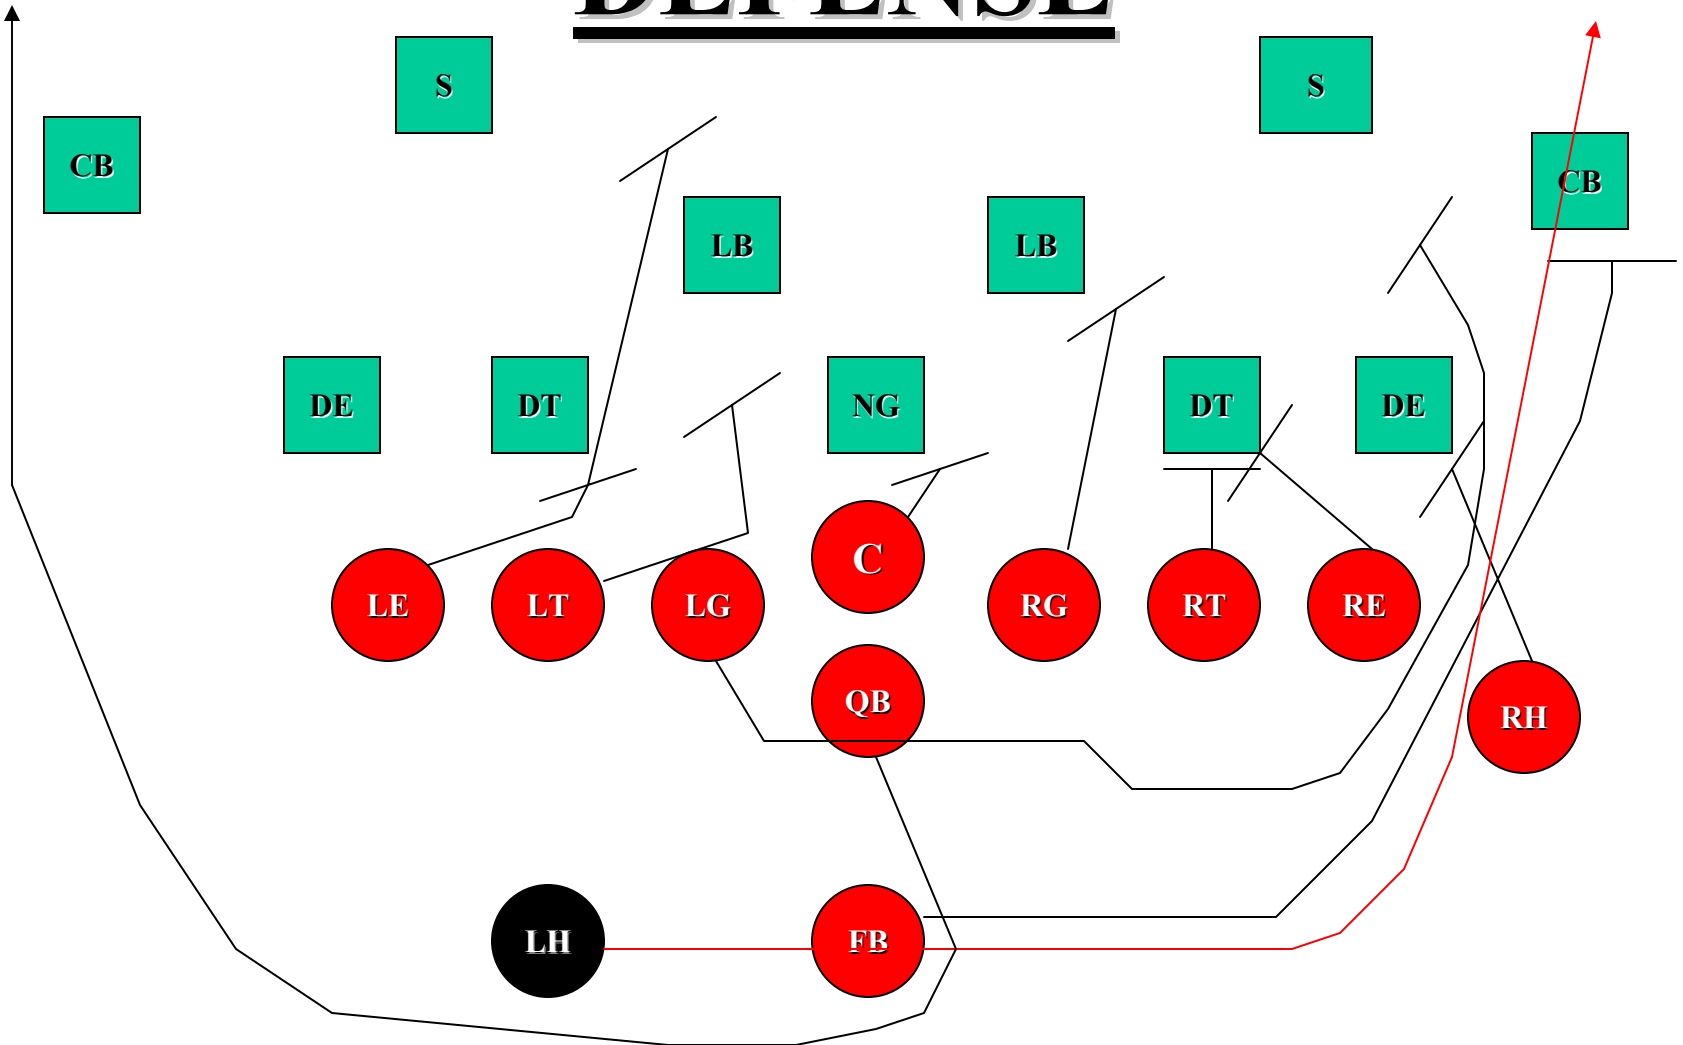 DEFENSE
S S
CB CB
LB LB
DE DT NG DT DE
C
LE LT LG RG RT RE
QB
RH
LH FB